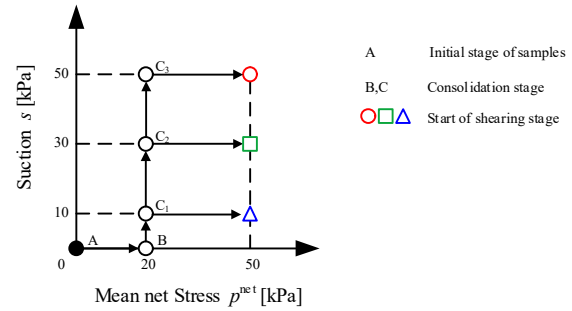 Suction s [kPa]
50
30
10
0
20
50
C3
C2
C1
A
B
Mean net Stress p^net [kPa]
A Initial stage of samples
B,C Consolidation stage
Start of shearing stage